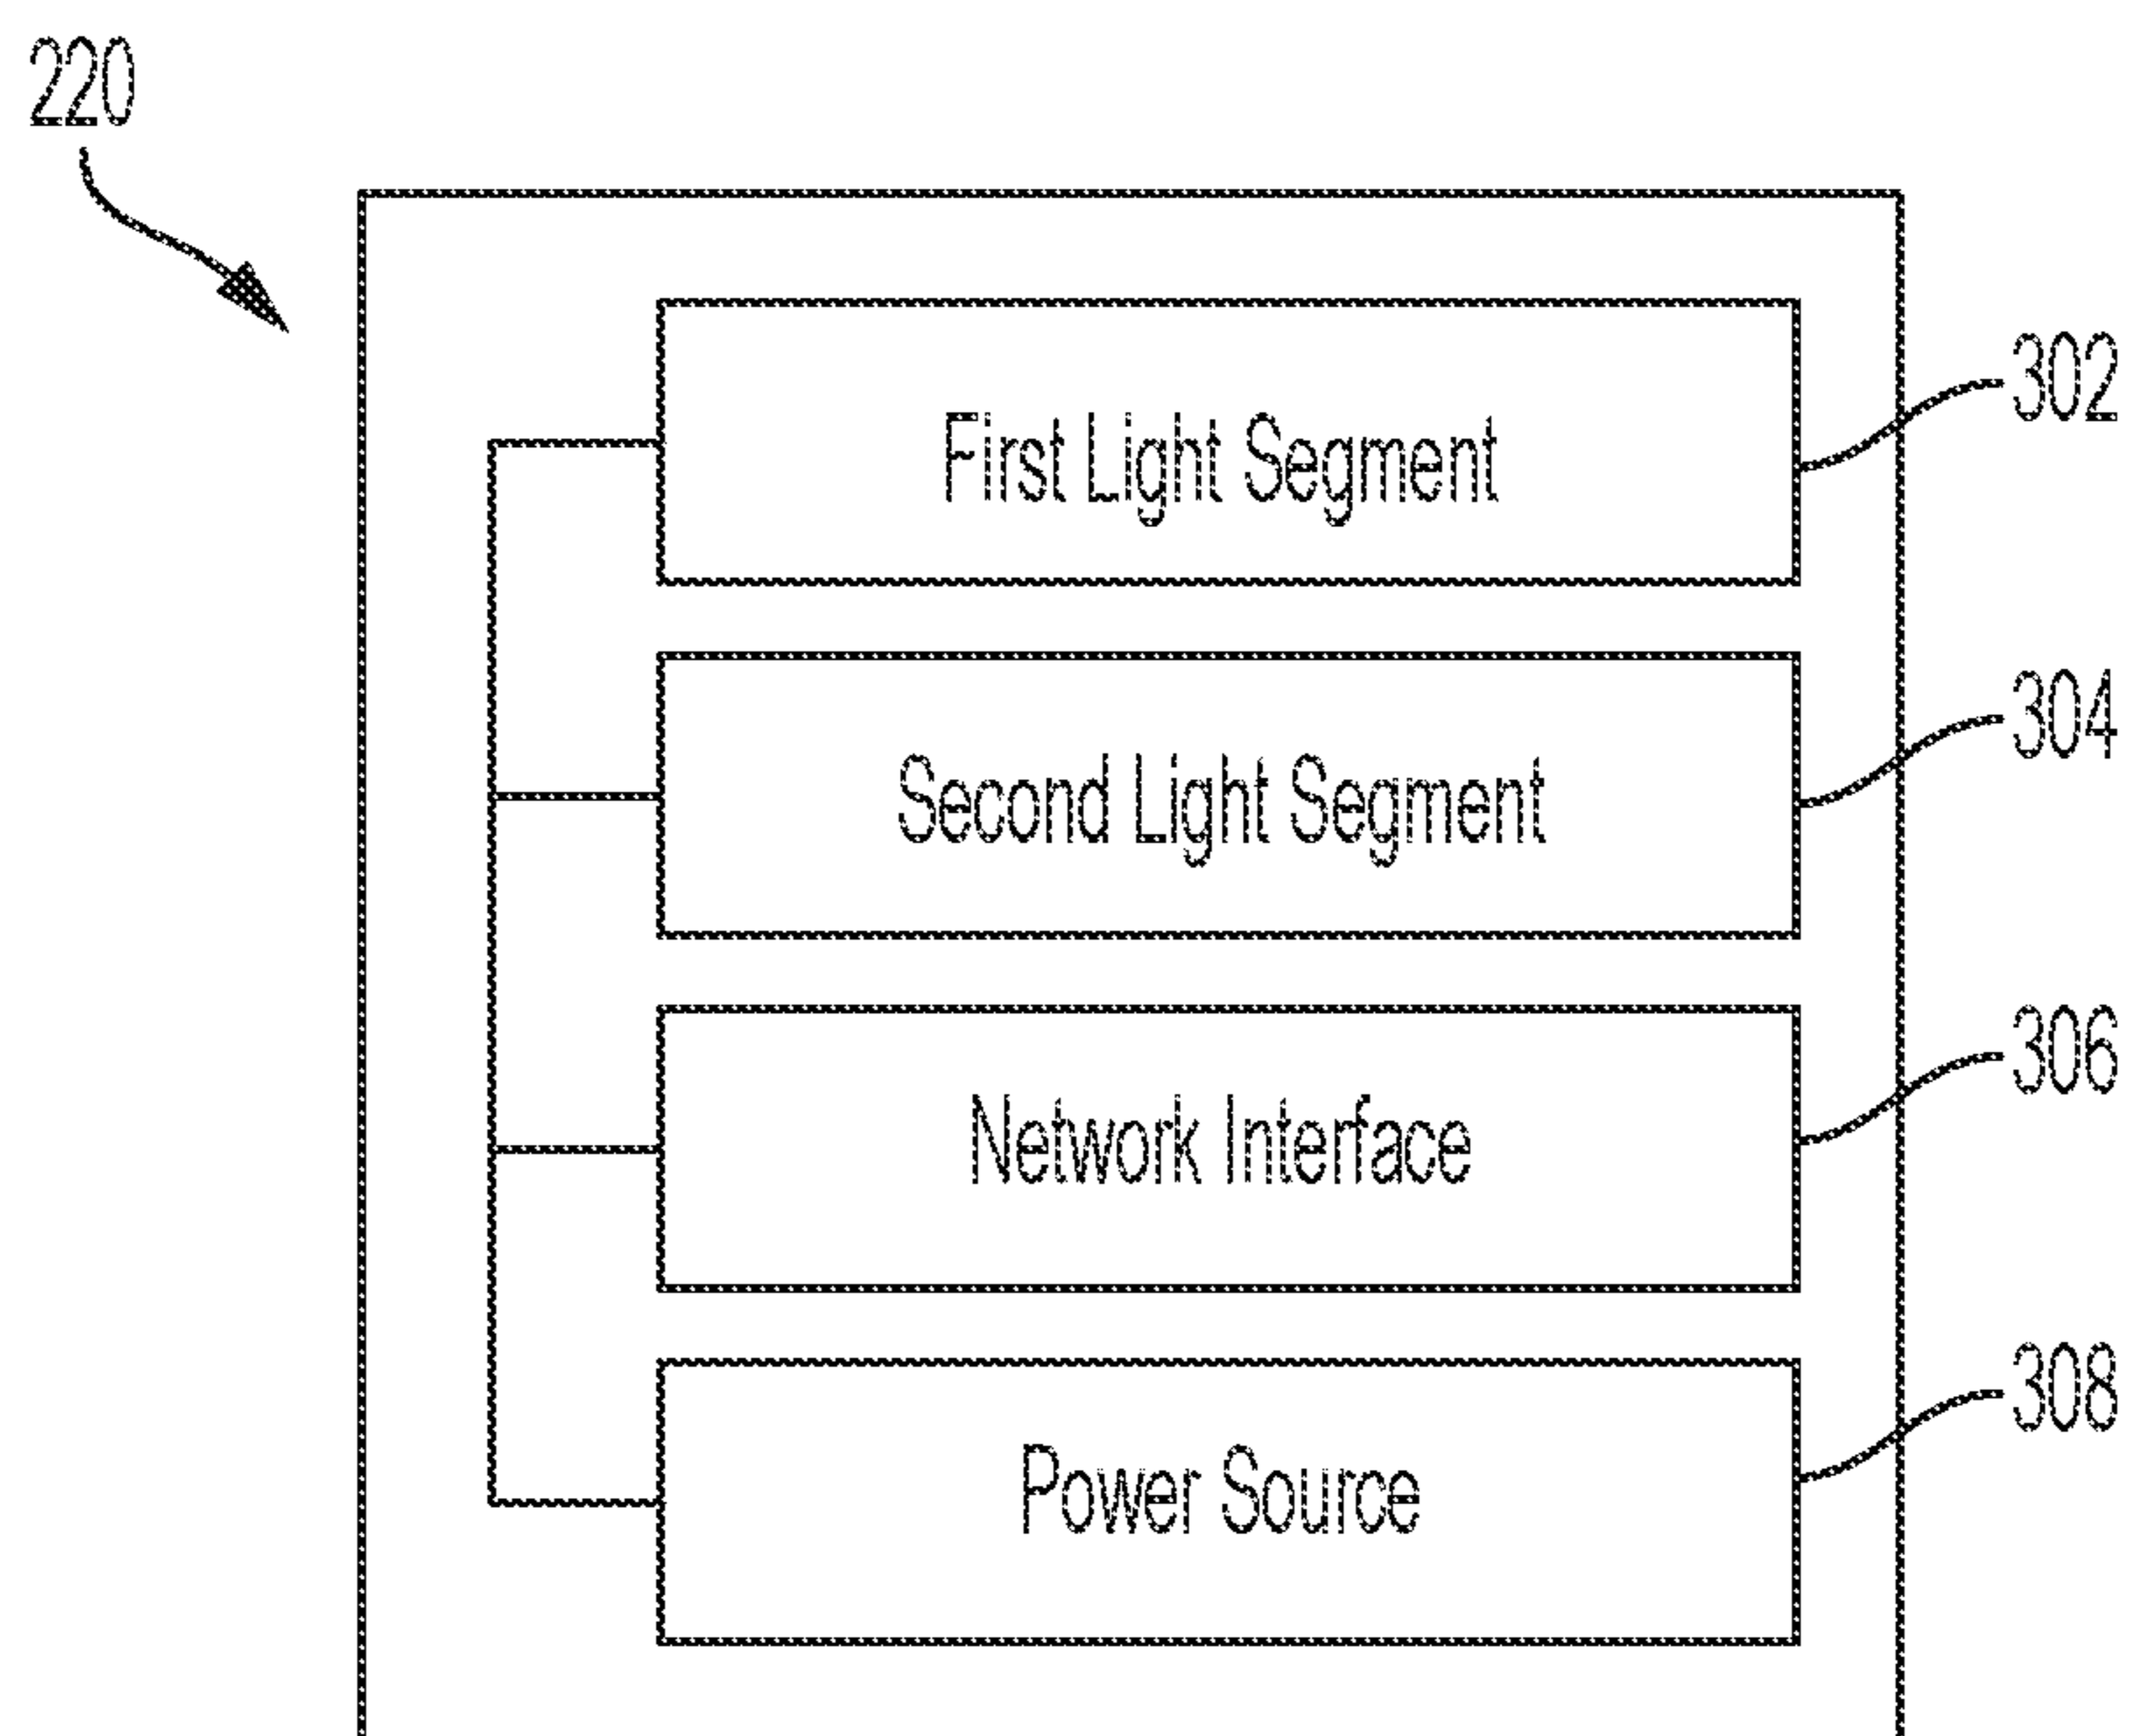 220
First Light Segment
302
Second Light Segment
304
Network Interface
306
Power Source
308